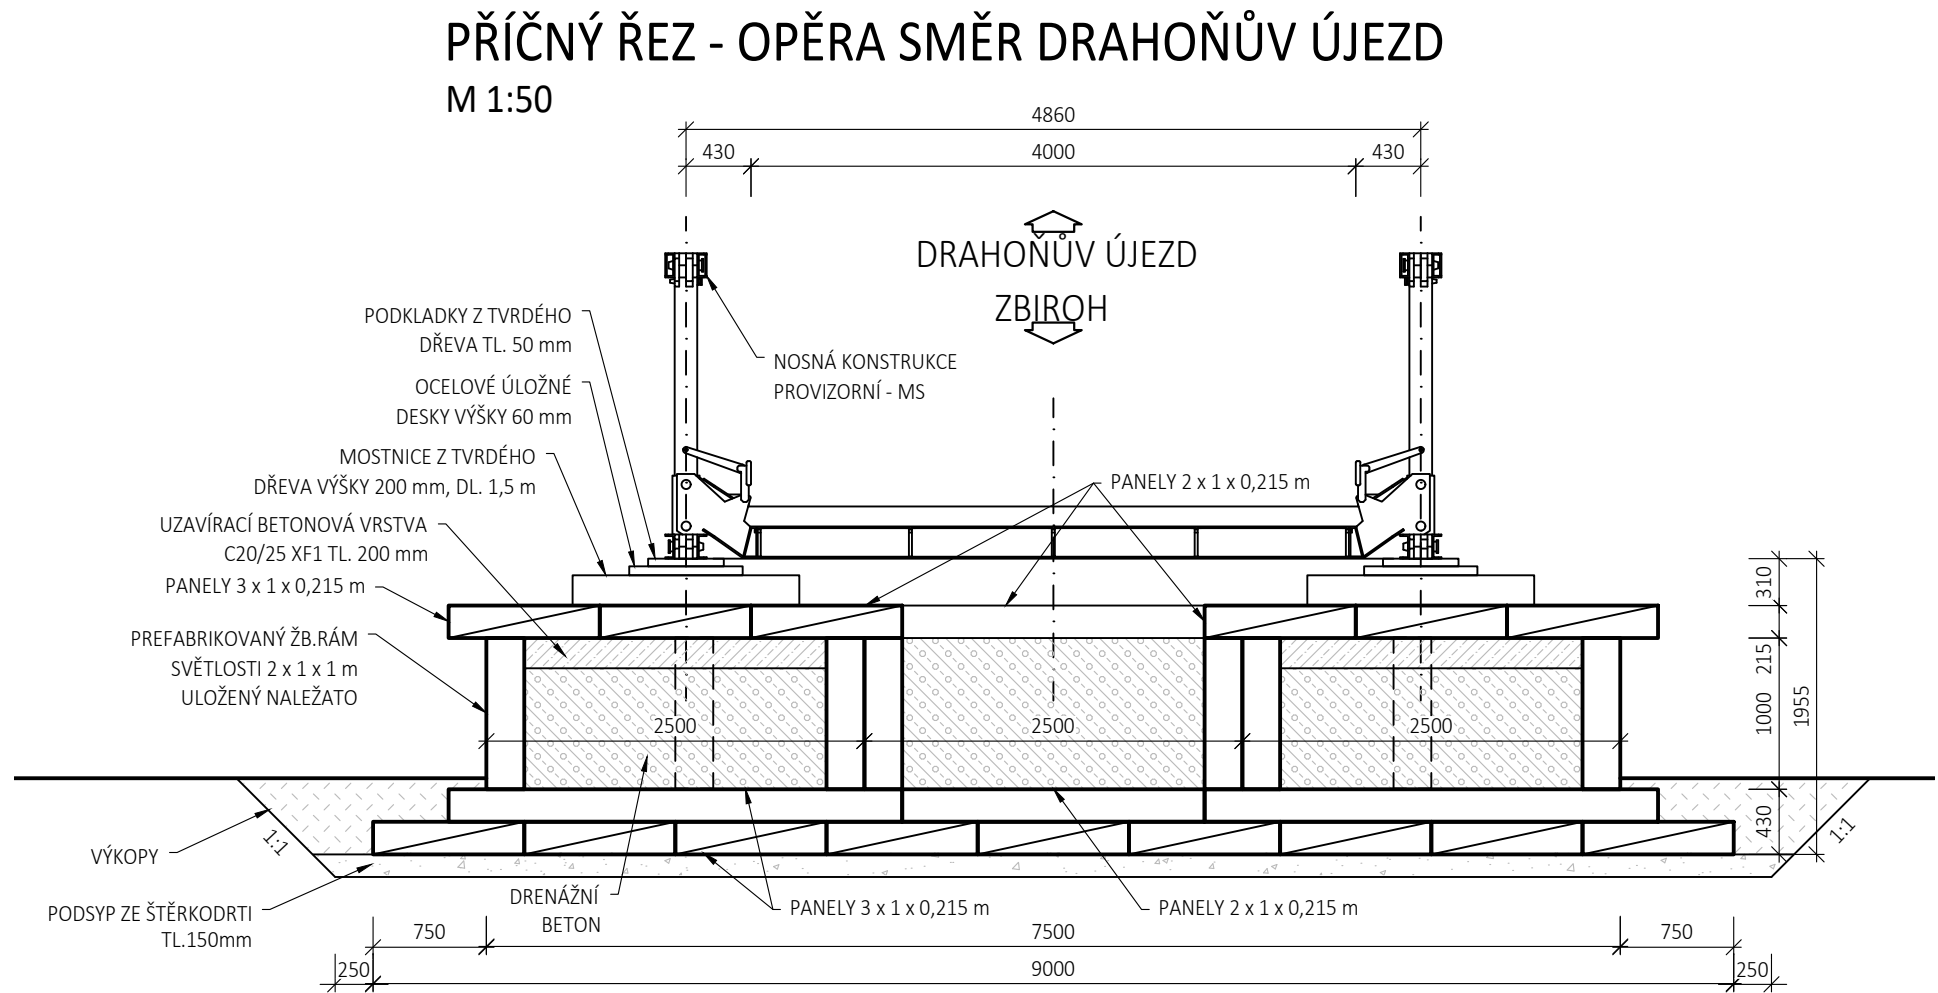 PŘÍČNÝ ŘEZ - OPĚRA SMĚR DRAHOŇŮV ÚJEZD
M 1:50
4860
430
4000
430
DRAHOŇŮV ÚJEZD
ZBIROH
PODKLADKY Z TVRDÉHO
DŘEVA TL. 50 mm
NOSNÁ KONSTRUKCE
PROVIZORNÍ - MS
OCELOVÉ ÚLOŽNÉ
DESKY VÝŠKY 60 mm
MOSTNICE Z TVRDÉHO
DŘEVA VÝŠKY 200 mm, DL. 1,5 m
PANELY 2 x 1 x 0,215 m
UZAVÍRACÍ BETONOVÁ VRSTVA
C20/25 XF1 TL. 200 mm
PANELY 3 x 1 x 0,215 m
PREFABRIKOVANÝ ŽB.RÁM
SVĚTLOSTI 2 x 1 x 1 m
ULOŽENÝ NALEŽATO
310
215
1000
1955
430
2500
2500
2500
1:1
1:1
VÝKOPY
DRENÁŽNÍ
BETON
PANELY 3 x 1 x 0,215 m
PANELY 2 x 1 x 0,215 m
PODSYP ZE ŠTĚRKODRTI
TL.150mm
750
7500
750
250
9000
250